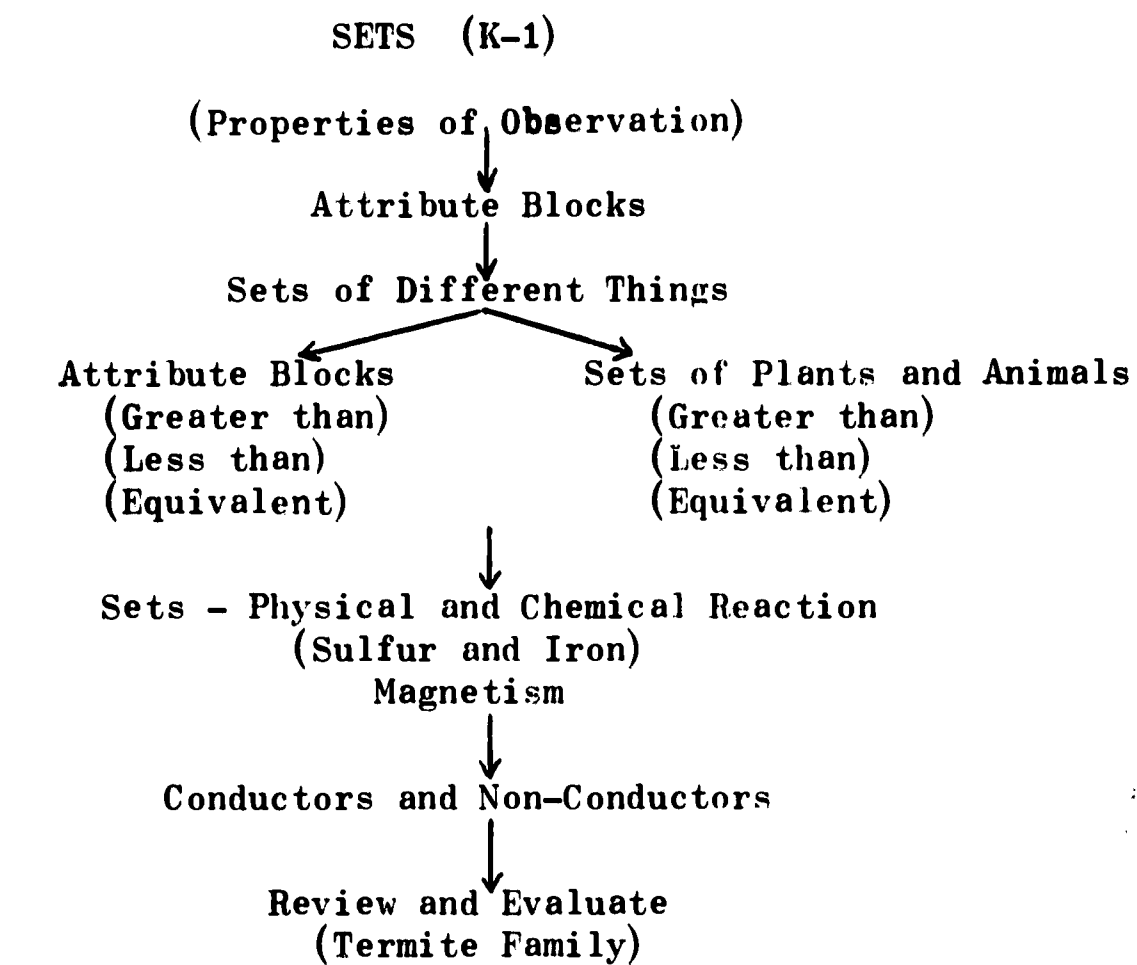 SETS (K-1)
(Properties of Observation)
Attribute Blocks
Sets of Different Things
Attribute Blocks
(Greater than)
(Less than)
(Equivalent)
Sets of Plants and Animals
(Greater than)
(Less than)
(Equivalent)
Sets - Physical and Chemical Reaction
(Sulfur and Iron)
Magnetism
Conductors and Non-Conductors
Review and Evaluate
(Termite Family)